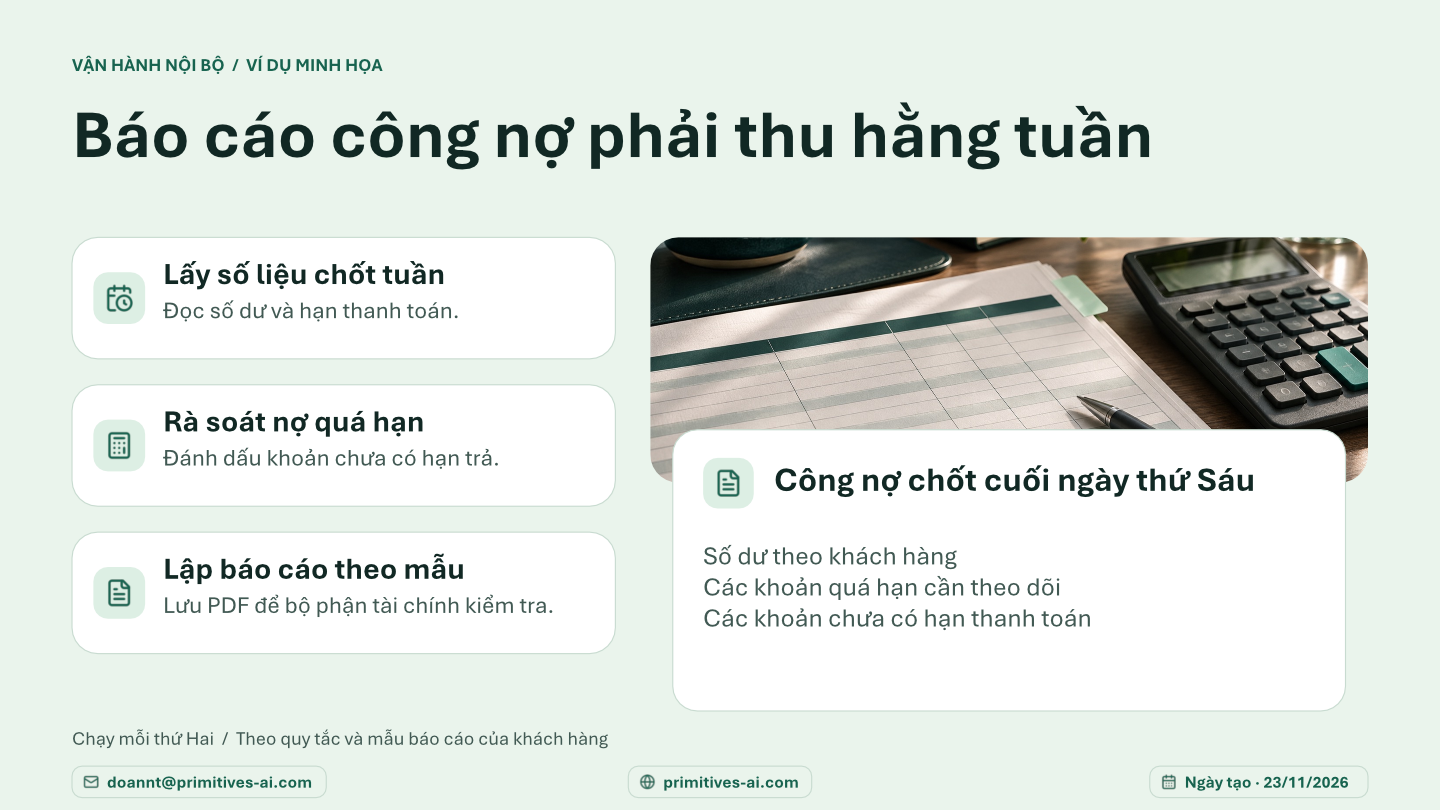 VẬN HÀNH NỘI BỘ / VÍ DỤ MINH HỌA
Báo cáo công nợ phải thu hằng tuần
Lấy số liệu chốt tuần
Đọc số dư và hạn thanh toán.
Rà soát nợ quá hạn
Đánh dấu khoản chưa có hạn trả.
Lập báo cáo theo mẫu
Lưu PDF để bộ phận tài chính kiểm tra.
Công nợ chốt cuối ngày thứ Sáu
Số dư theo khách hàng
Các khoản quá hạn cần theo dõi
Các khoản chưa có hạn thanh toán
Chạy mỗi thứ Hai / Theo quy tắc và mẫu báo cáo của khách hàng
doannt@primitives-ai.com
primitives-ai.com
Ngày tạo · 23/11/2026